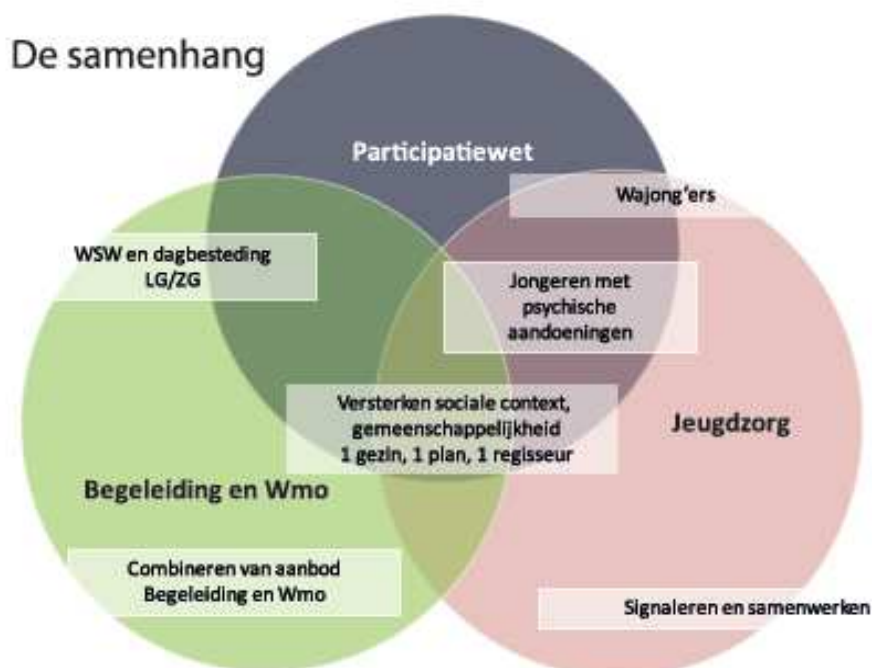 De samenhang
Participatiewet
Wajong'ers
WSW en dagbesteding
LG/ZG
Jongeren met
psychische
aandoeningen
Versterken sociale context,
gemeenschappelijkheid
1 gezin, 1 plan, 1 regisseur
Jeugdzorg
Begeleiding en Wmo
Combineren van aanbod
Begeleiding en Wmo
Signaleren en samenwerken